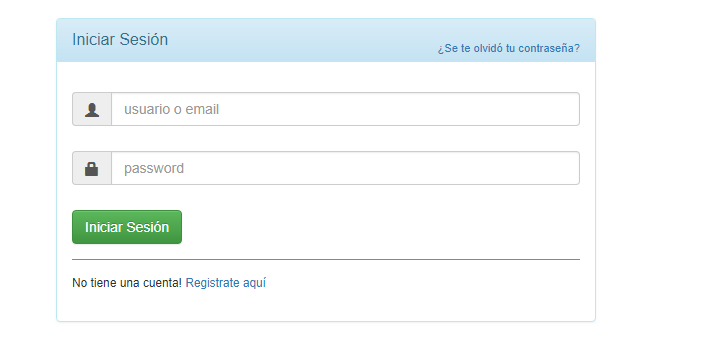 Iniciar Sesión
¿Se te olvidó tu contraseña?
usuario o email
password
Iniciar Sesión
No tiene una cuenta! Registrate aquí